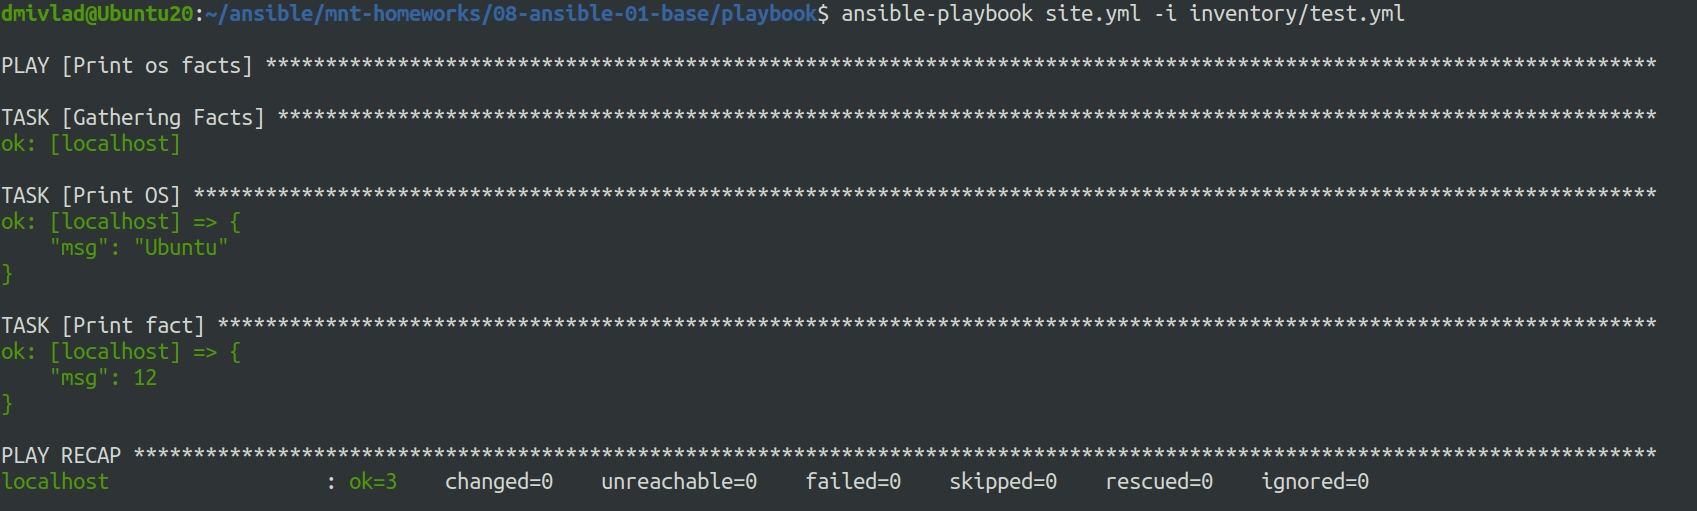 dmivlad@Ubuntu20:~/ansible/mnt-homeworks/08-ansible-01-base/playbook$ ansible-playbook site.yml -i inventory/test.yml
PLAY [Print os facts] ********************************************************************************************************************
TASK [Gathering Facts] *******************************************************************************************************************
ok: [localhost]
TASK [Print OS] **************************************************************************************************************************
ok: [localhost] => {
    "msg": "Ubuntu"
}
TASK [Print fact] ************************************************************************************************************************
ok: [localhost] => {
    "msg": 12
}
PLAY RECAP *******************************************************************************************************************************
localhost                  : ok=3    changed=0    unreachable=0    failed=0    skipped=0    rescued=0    ignored=0